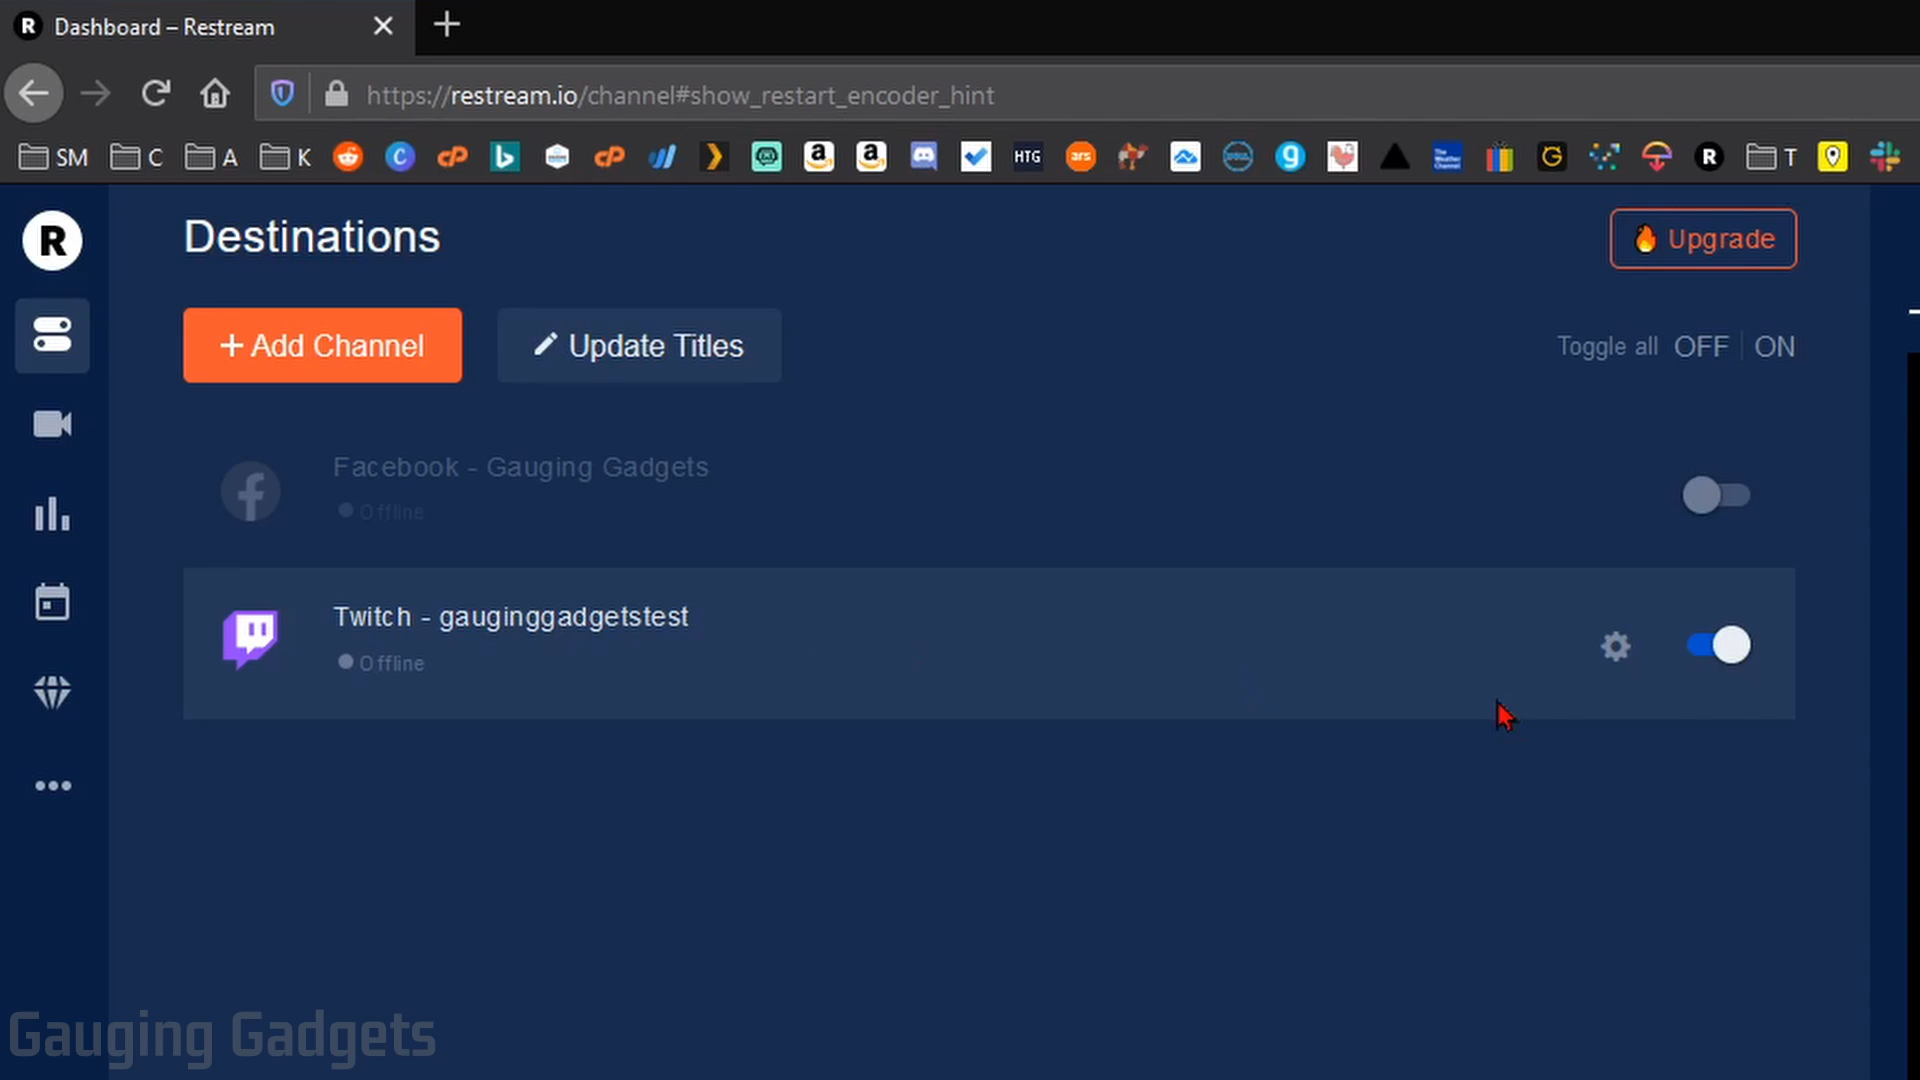 Dashboard – Restream
https://restream.io/channel#show_restart_encoder_hint
SM C A K HTG ars T
Destinations
Upgrade
+ Add Channel
Update Titles
Toggle all OFF ON
Facebook - Gauging Gadgets
Offline
Twitch - gauginggadgetstest
Offline
Gauging Gadgets